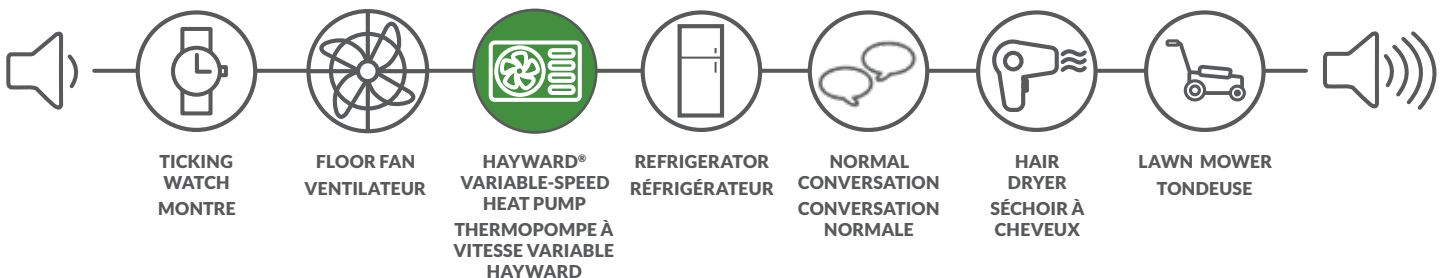 TICKING
WATCH
MONTRE
FLOOR FAN
VENTILATEUR
HAYWARD®
VARIABLE-SPEED
HEAT PUMP
THERMOPOMPE À
VITESSE VARIABLE
HAYWARD
REFRIGERATOR
RÉFRIGÉRATEUR
NORMAL
CONVERSATION
CONVERSATION
NORMALE
HAIR
DRYER
SÉCHOIR À
CHEVEUX
LAWN MOWER
TONDEUSE